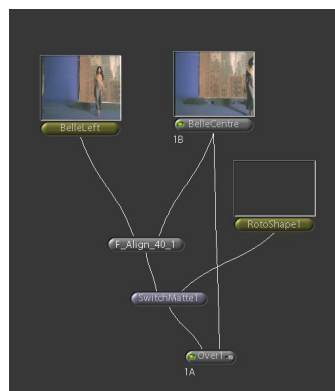 BelleLeft
BelleCentre
1B
RotoShape1
F_Align_40_1
SwitchMatte1
Over1
1A